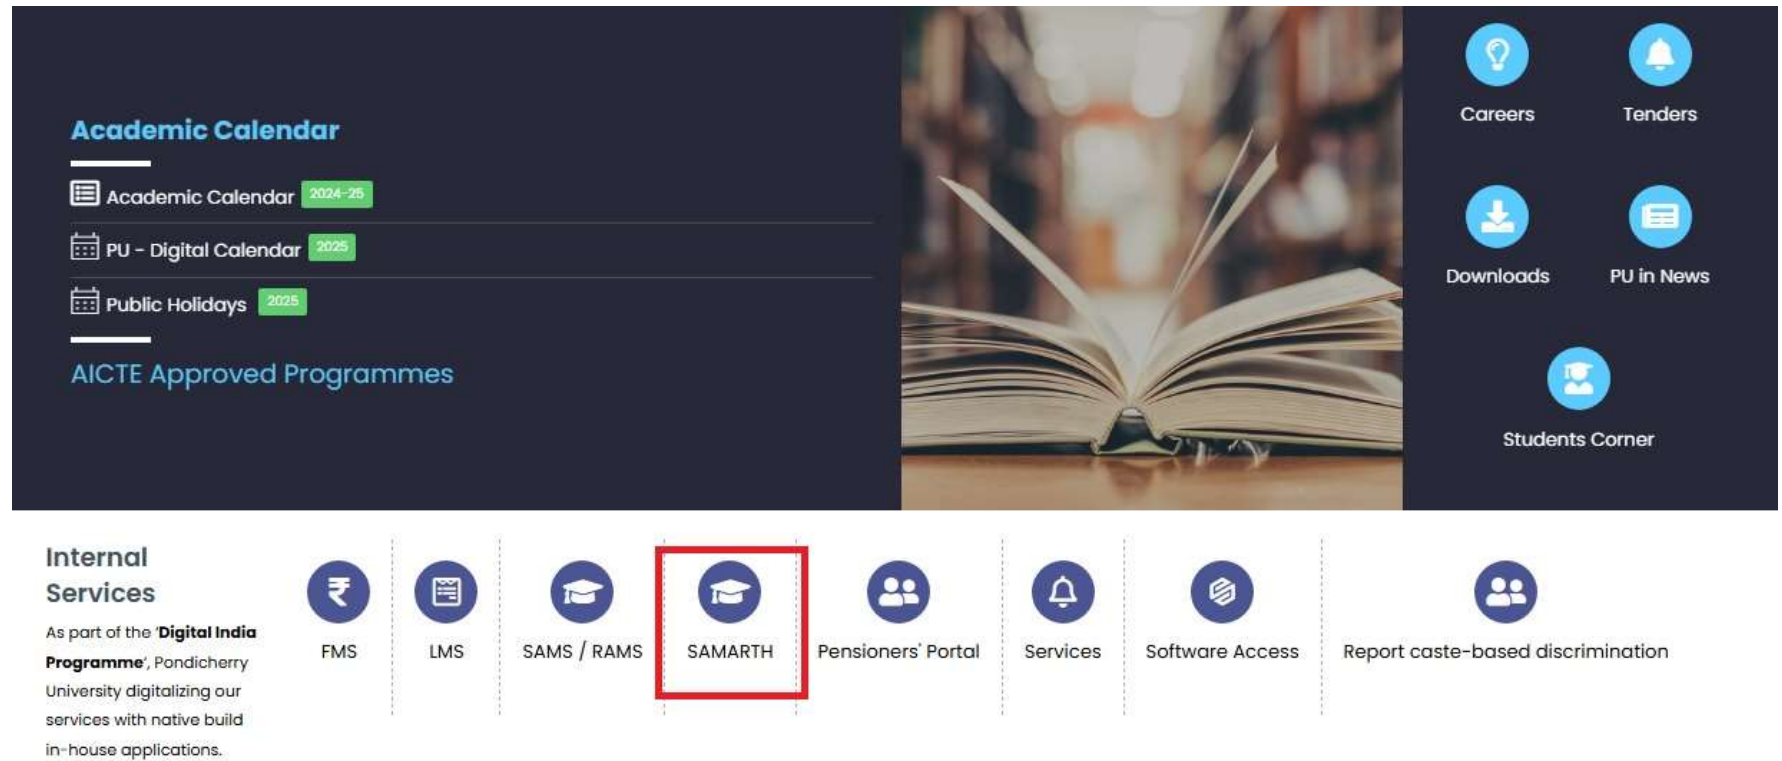 Academic Calendar
Academic Calendar 2024-25
PU - Digital Calendar 2025
Public Holidays 2025
AICTE Approved Programmes
Careers
Tenders
Downloads
PU in News
Students Corner
Internal
Services
As part of the 'Digital India
Programme', Pondicherry
University digitalizing our
services with native build
in-house applications.
FMS
LMS
SAMS / RAMS
SAMARTH
Pensioners' Portal
Services
Software Access
Report caste-based discrimination